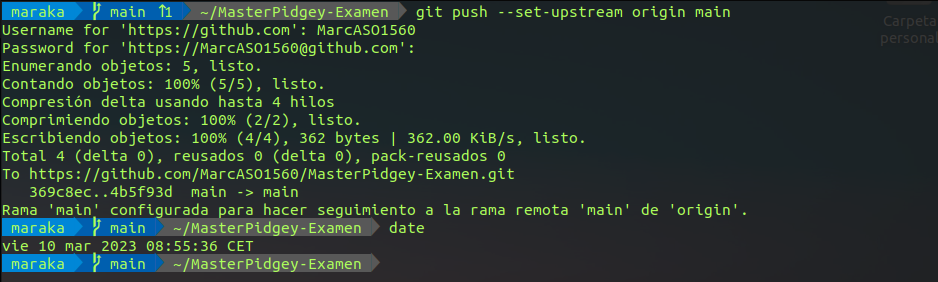 maraka main ↑1 ~/MasterPidgey-Examen git push --set-upstream origin main
Username for 'https://github.com': MarcASO1560
Password for 'https://MarcASO1560@github.com':
Enumerando objetos: 5, listo.
Contando objetos: 100% (5/5), listo.
Compresión delta usando hasta 4 hilos
Comprimiendo objetos: 100% (2/2), listo.
Escribiendo objetos: 100% (4/4), 362 bytes | 362.00 KiB/s, listo.
Total 4 (delta 0), reusados 0 (delta 0), pack-reusados 0
To https://github.com/MarcASO1560/MasterPidgey-Examen.git
369c8ec..4b5f93d main -> main
Rama 'main' configurada para hacer seguimiento a la rama remota 'main' de 'origin'.
maraka main ~/MasterPidgey-Examen date
vie 10 mar 2023 08:55:36 CET
maraka main ~/MasterPidgey-Examen
Carpeta
personal